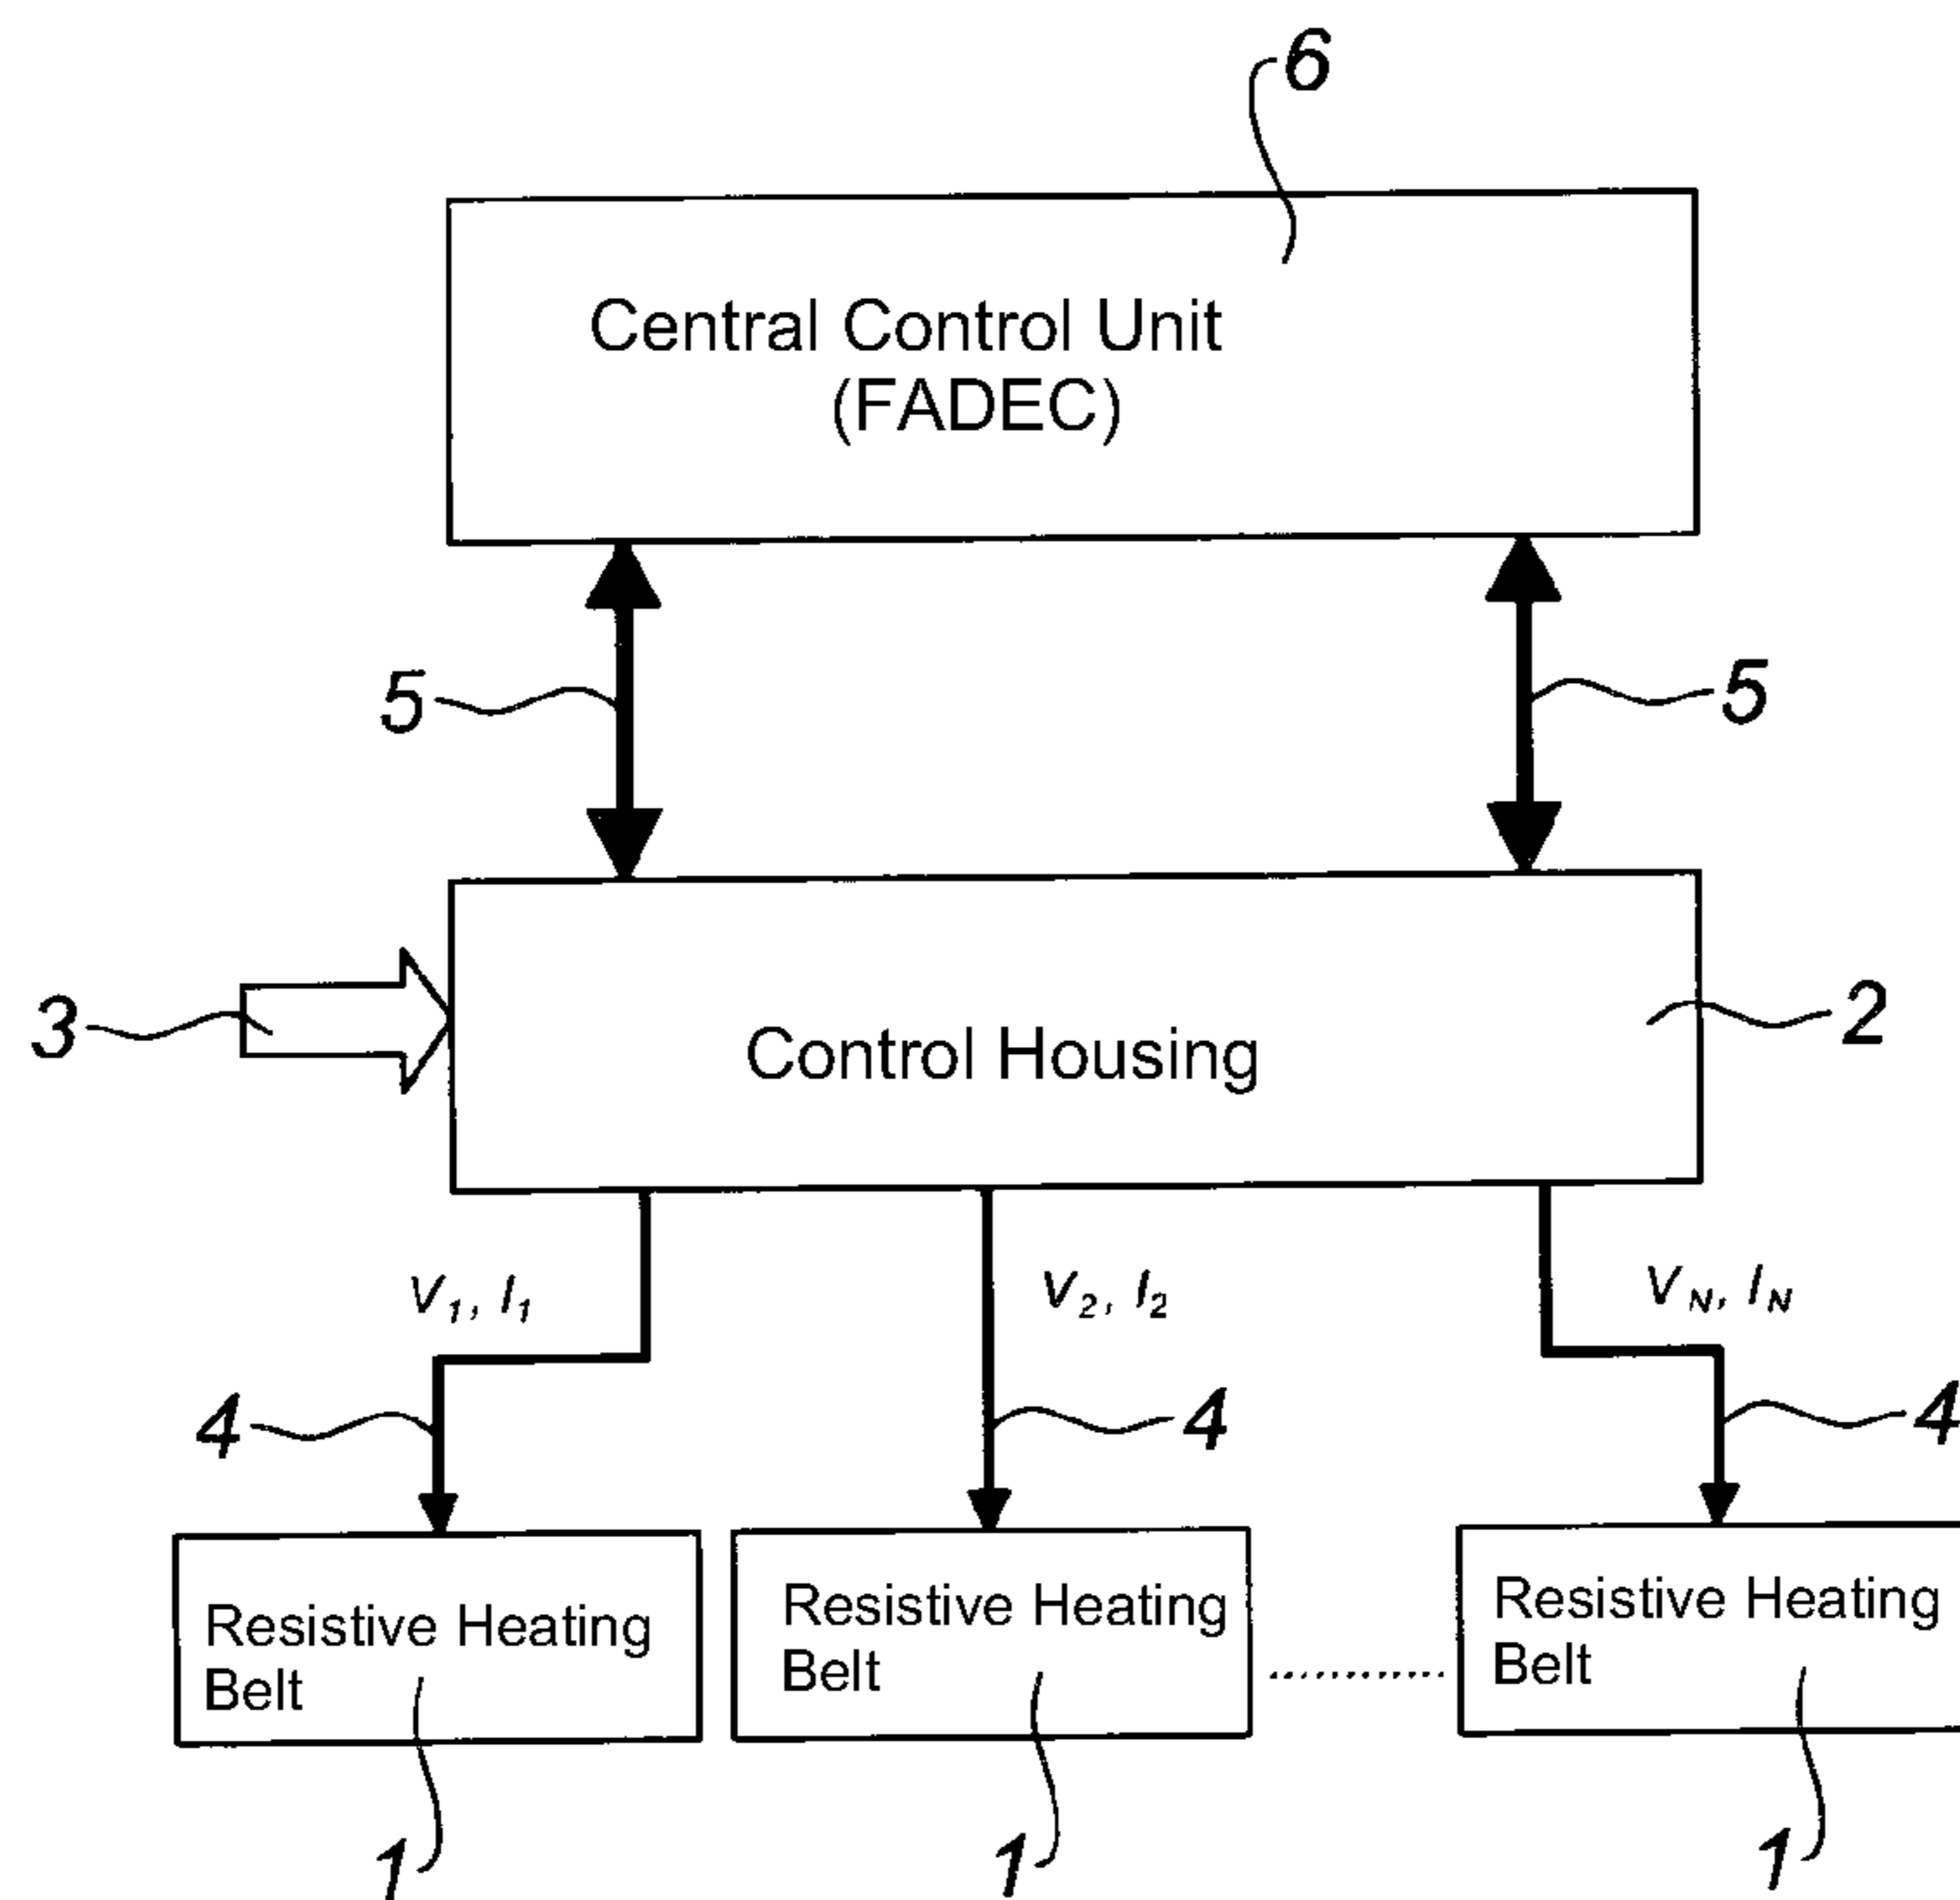 6
Central Control Unit
(FADEC)
5
5
3
Control Housing
2
V1, I1
V2, I2
VN, IN
4
4
4
Resistive Heating
Belt
Resistive Heating
Belt
Resistive Heating
Belt
1
1
1